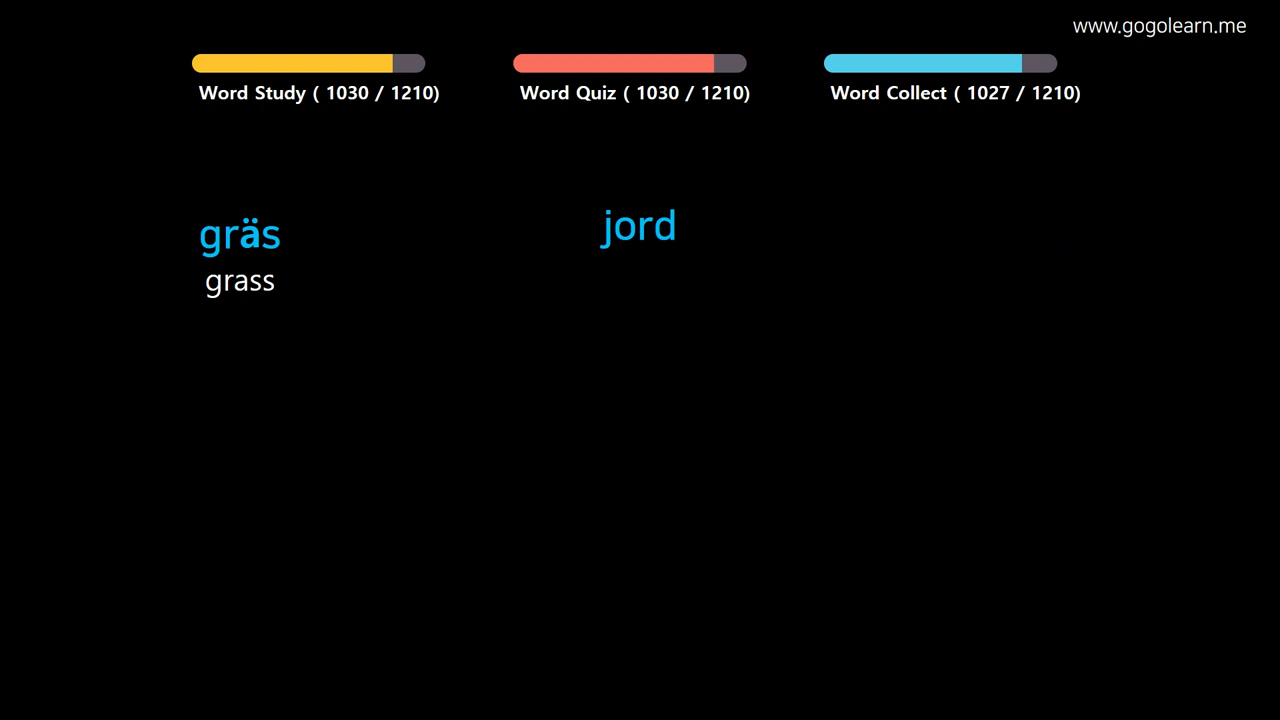 www.gogolearn.me
Word Study ( 1030 / 1210)
Word Quiz ( 1030 / 1210)
Word Collect ( 1027 / 1210)
gräs
grass
jord